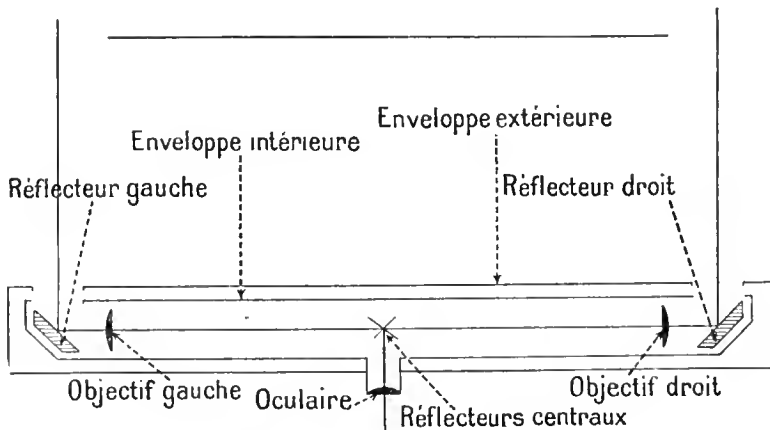 Enveloppe extérieure
Enveloppe intérieure
Réflecteur gauche
Réflecteur droit
Objectif gauche
Oculaire
Objectif droit
Réflecteurs centraux